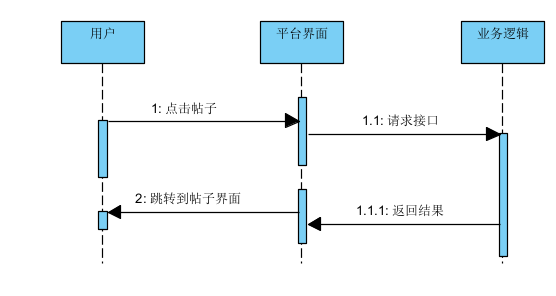 用户
平台界面
业务逻辑
1: 点击帖子
1.1: 请求接口
2: 跳转到帖子界面
1.1.1: 返回结果